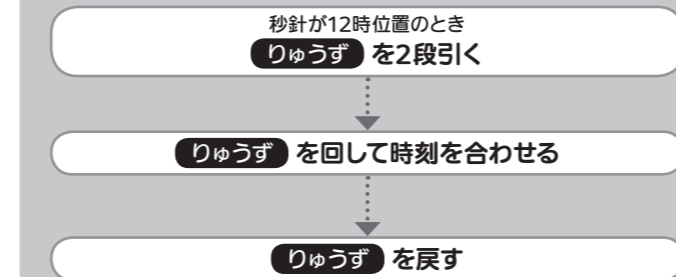 秒針が12時位置のとき
りゅうず を2段引く
りゅうず を回して時刻を合わせる
りゅうず を戻す